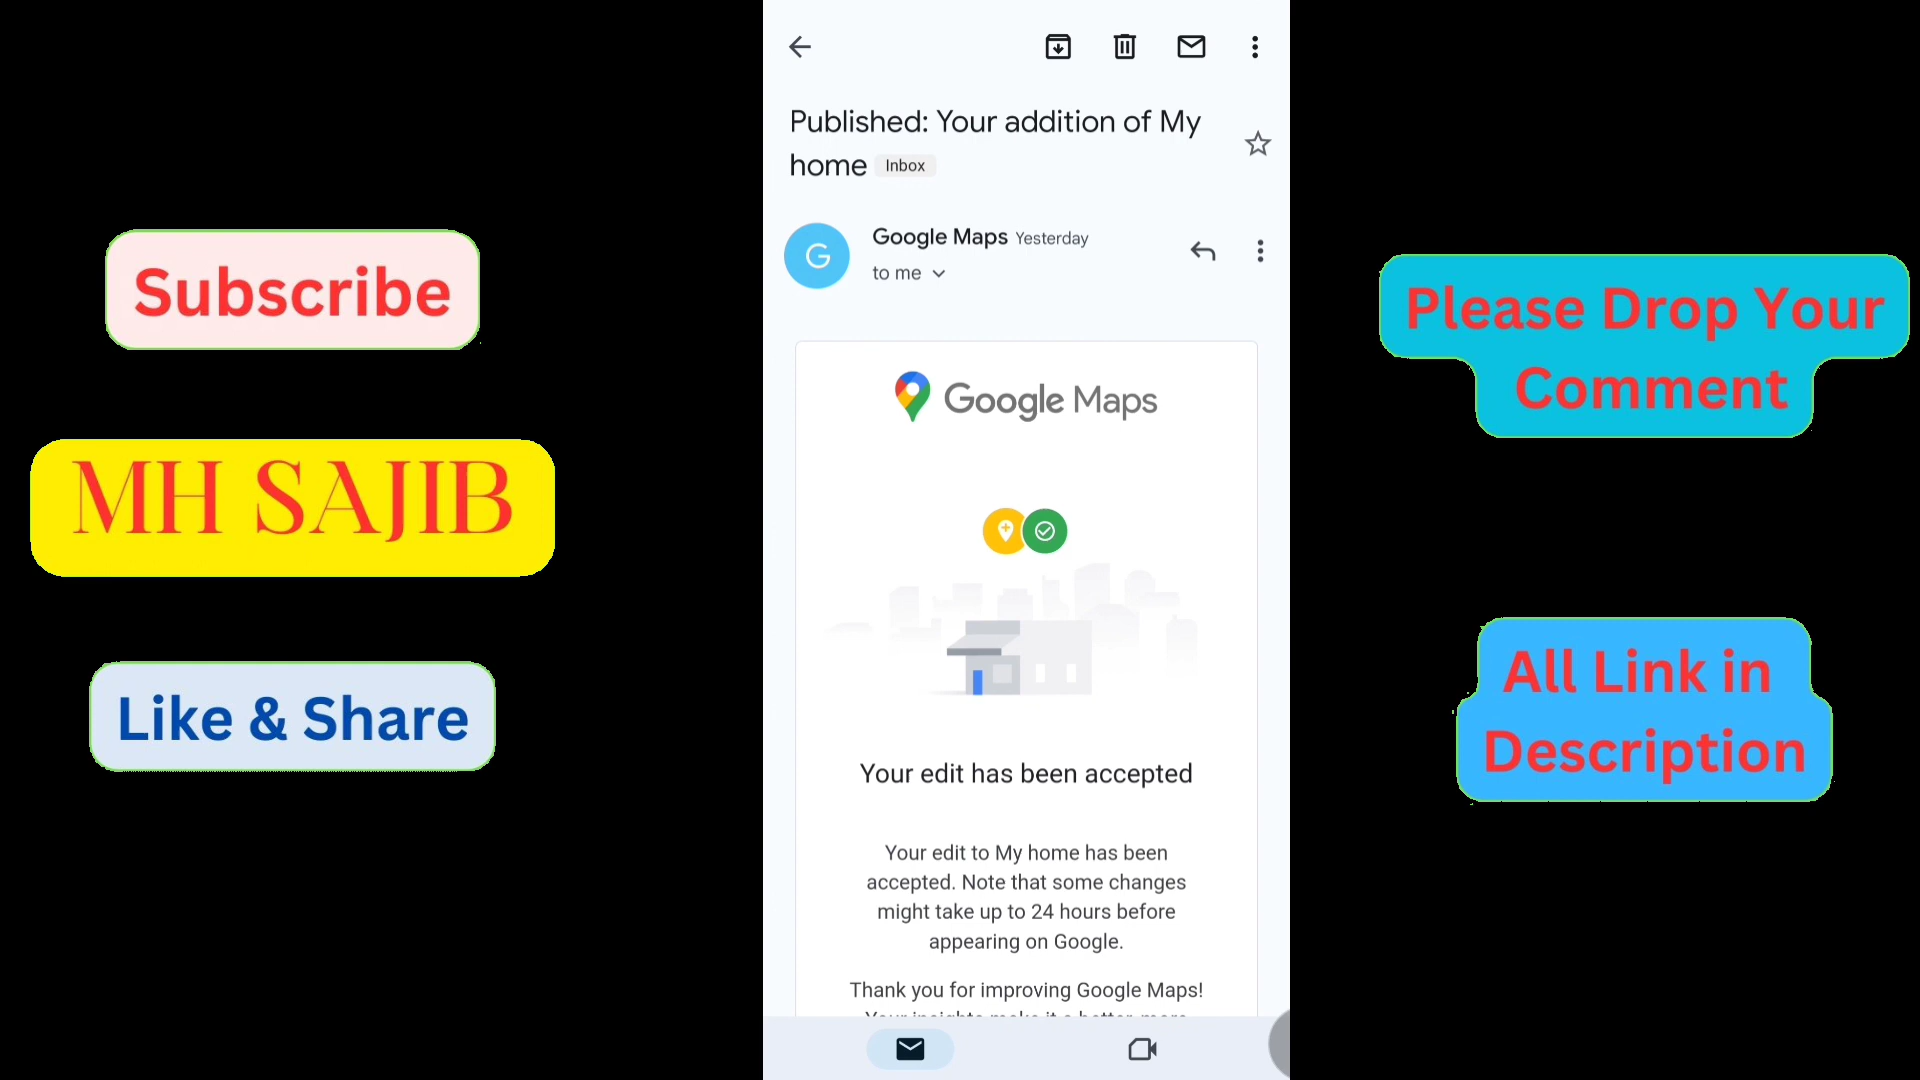 Subscribe
MH SAJIB
Like & Share
Published: Your addition of My
home Inbox
G
Google Maps Yesterday
to me
Google Maps
Your edit has been accepted
Your edit to My home has been
accepted. Note that some changes
might take up to 24 hours before
appearing on Google.
Thank you for improving Google Maps!
Please Drop Your
Comment
All Link in
Description